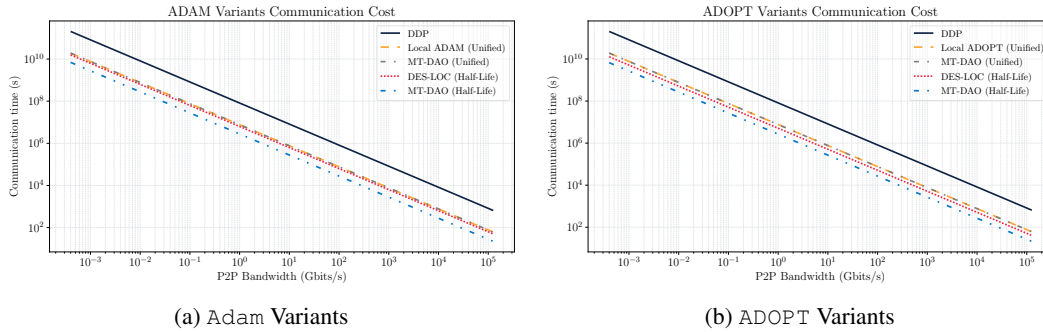 ADAM Variants Communication Cost
Communication time (s)
10^10
10^8
10^6
10^4
10^2
DDP
Local ADAM (Unified)
MT-DAO (Unified)
DES-LOC (Half-Life)
MT-DAO (Half-Life)
10^-3
10^-2
10^-1
10^0
10^1
10^2
10^3
10^4
10^5
P2P Bandwidth (Gbits/s)
(a) Adam Variants
ADOPT Variants Communication Cost
Communication time (s)
10^10
10^8
10^6
10^4
10^2
DDP
Local ADOPT (Unified)
MT-DAO (Unified)
DES-LOC (Half-Life)
MT-DAO (Half-Life)
10^-3
10^-2
10^-1
10^0
10^1
10^2
10^3
10^4
10^5
P2P Bandwidth (Gbits/s)
(b) ADOPT Variants